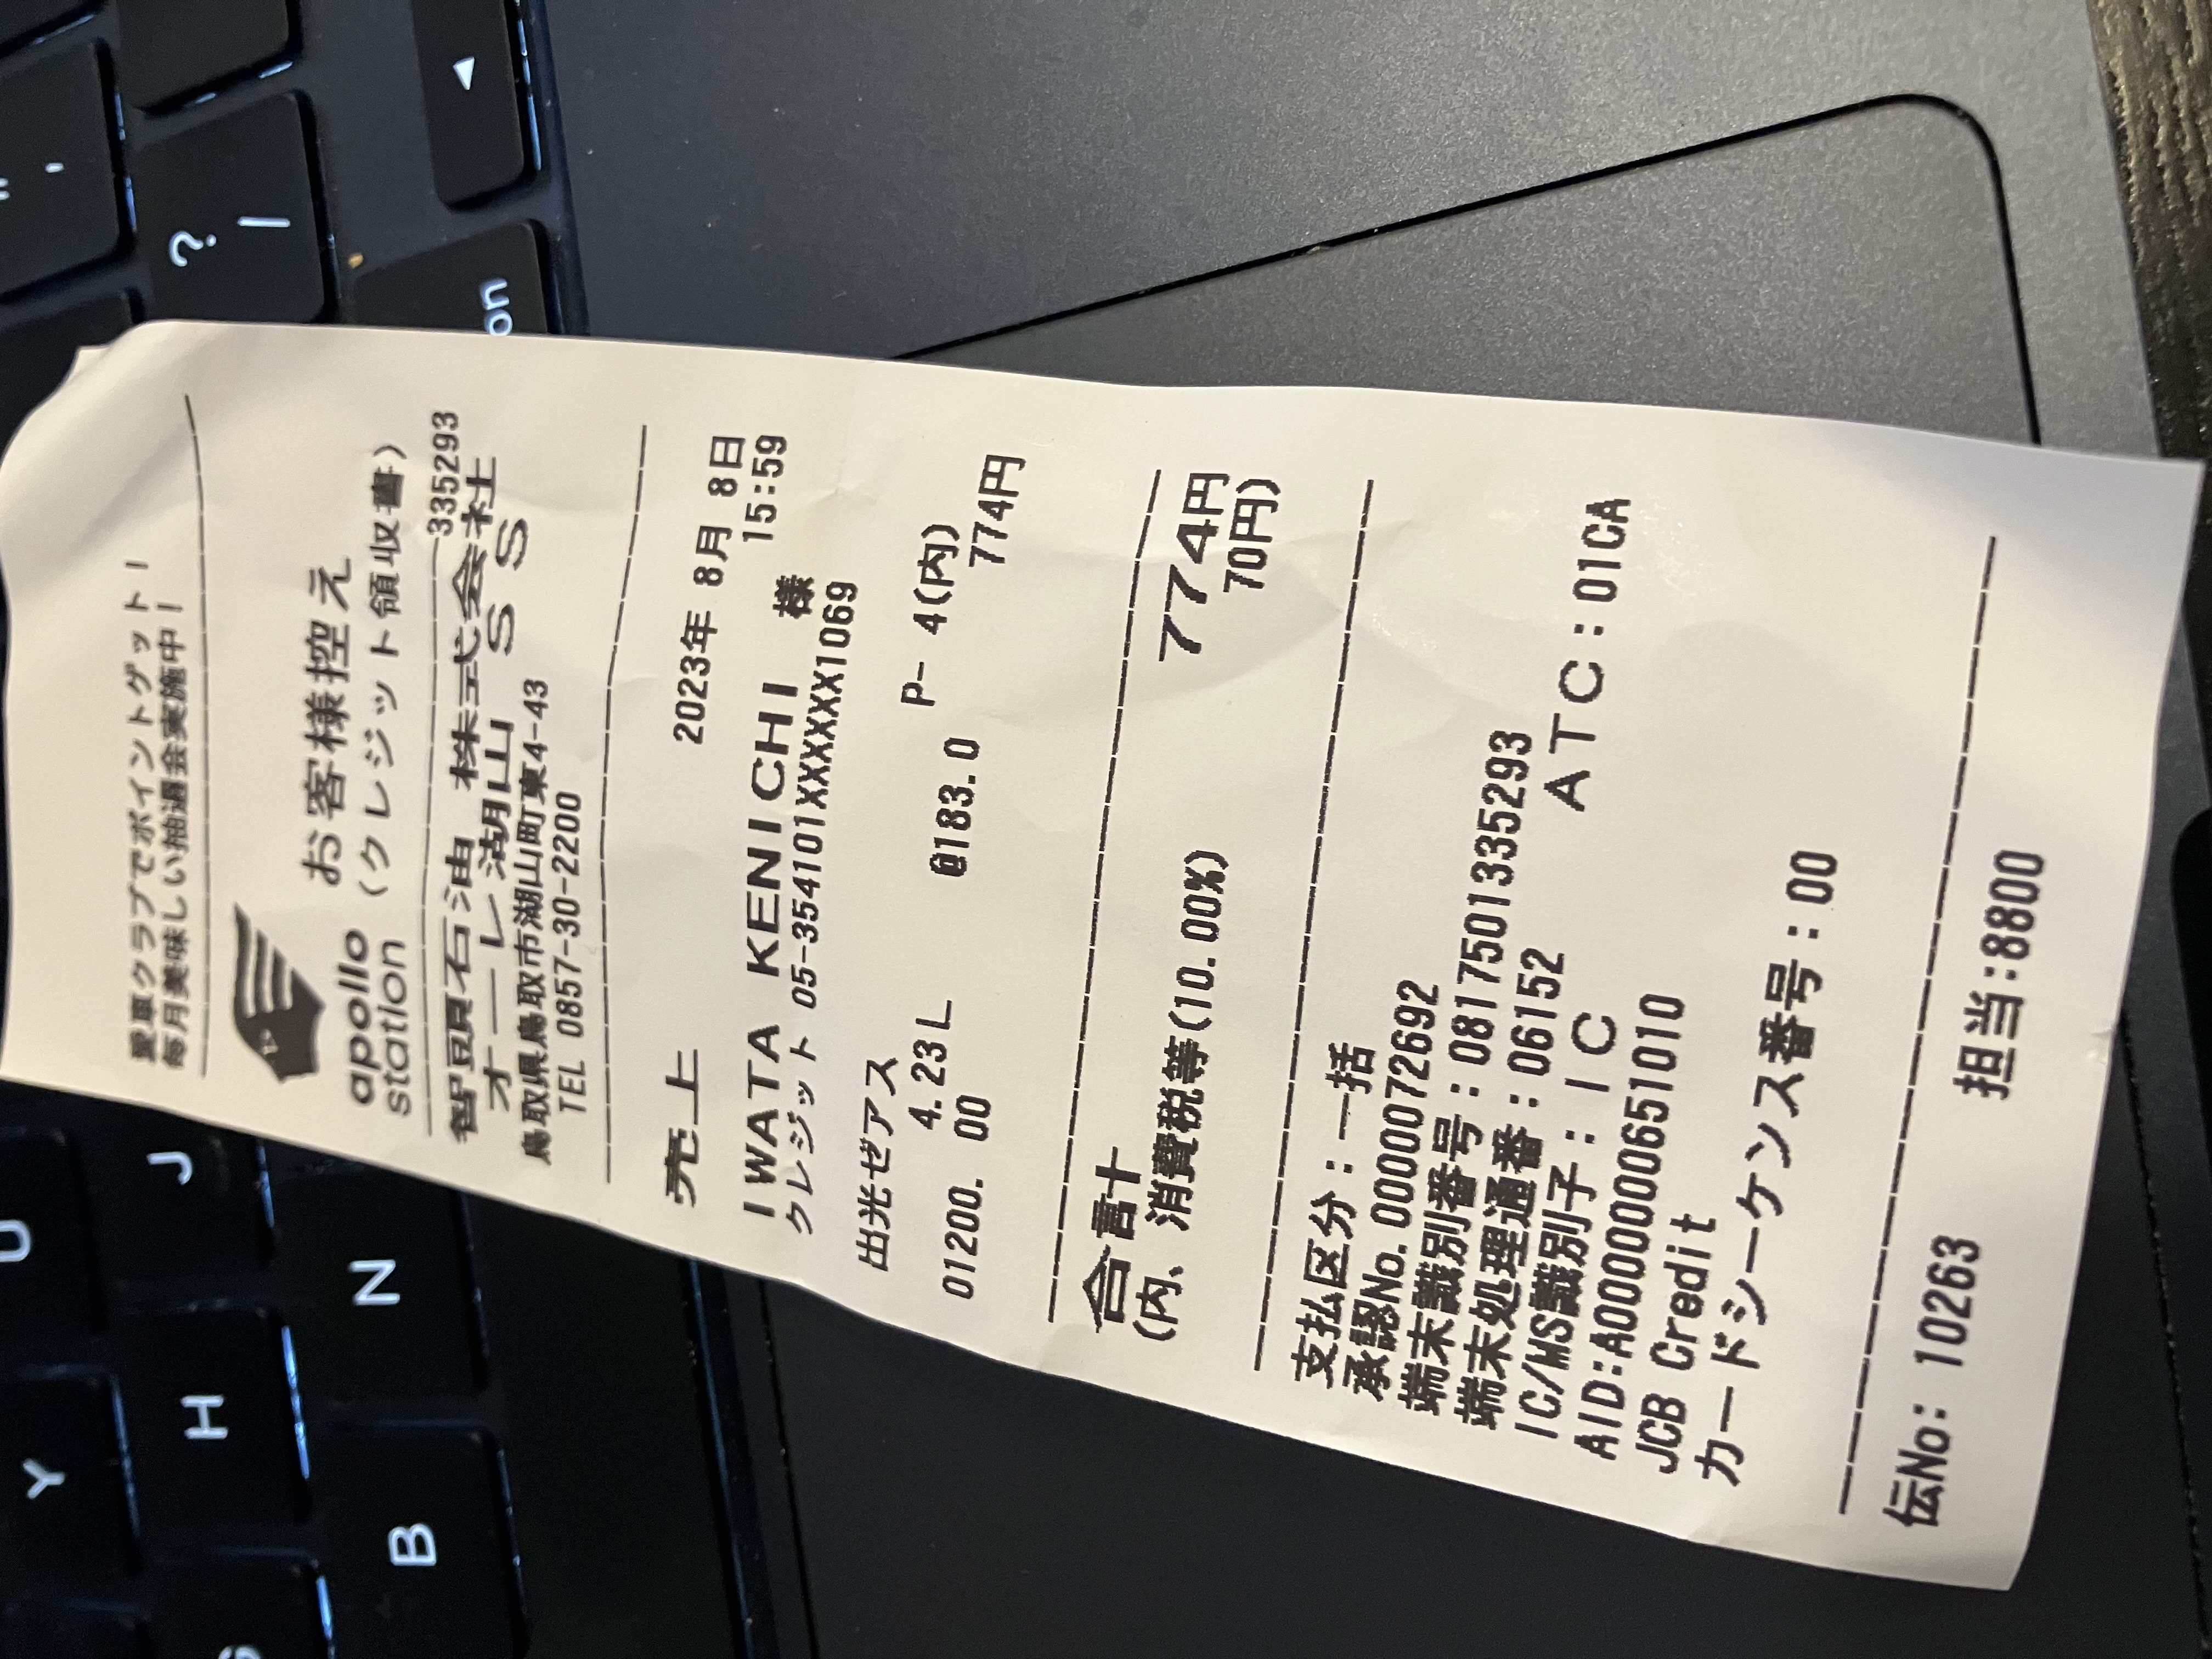 愛車クラブでポイントゲット！
毎月美味しい抽選会実施中！
apollo
station
お客様控え
(クレジット領収書)
335293
智頭石油 株式会社
オーレ湖山 SS
鳥取県鳥取市湖山町東4-43
TEL 0857-30-2200
売上
2023年 8月 8日
15:59
IWATA KENICHI 様
クレジット 05-354101XXXXXX1069
出光ゼアス
P- 4(内)
4.23L @183.0 774円
01200. 00
合計 774円
(内、消費税等(10.00%) 70円)
支払区分：一括
承認No.0000072692
端末識別番号：0817501335293
端末処理通番：06152
IC/MS識別子：IC ATC：01CA
AID:A0000000651010
JCB Credit
カードシーケンス番号：00
伝No: 10263 担当:8800
Y
U
G
H
J
B
N
"
'
?
/
on
◀